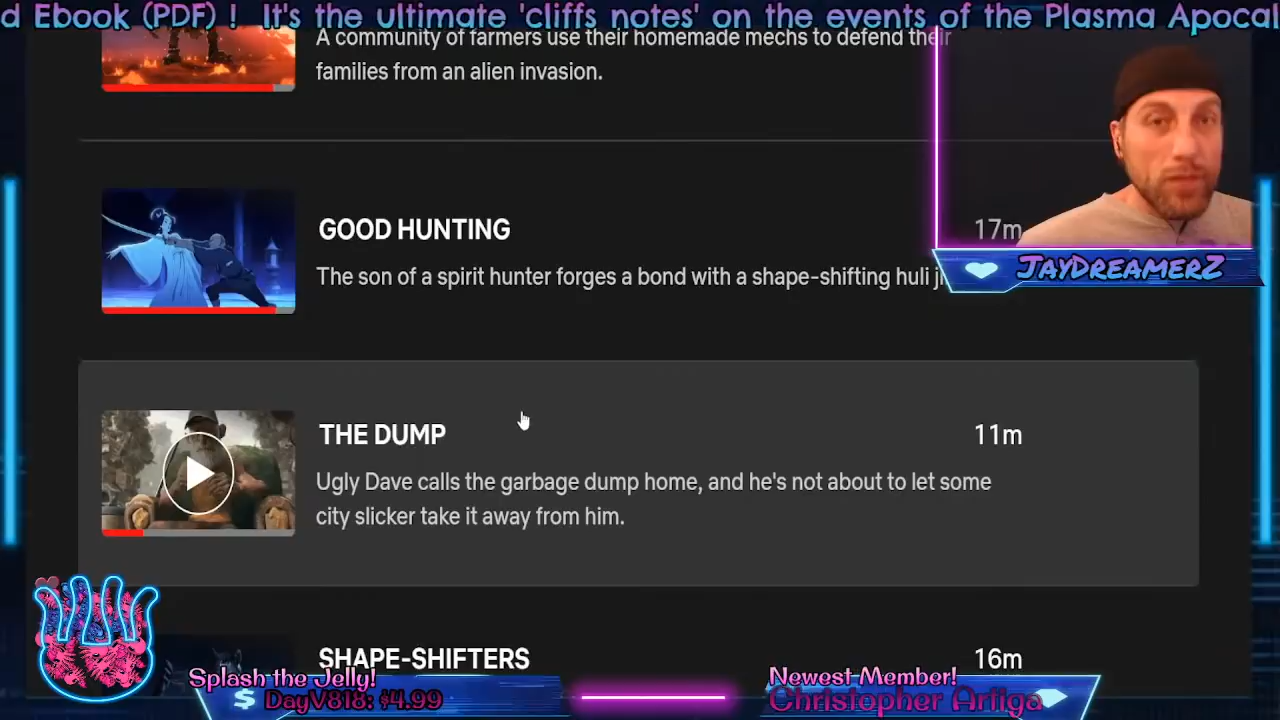 d Ebook (PDF) ! It's the ultimate 'cliffs notes' on the events of the Plasma Apocal
A community of farmers use their homemade mechs to defend their
families from an alien invasion.
GOOD HUNTING
17m
The son of a spirit hunter forges a bond with a shape-shifting huli ji
JayDreamerZ
THE DUMP
11m
Ugly Dave calls the garbage dump home, and he's not about to let some
city slicker take it away from him.
SHAPE-SHIFTERS
16m
Splash the Jelly!
$ DayV818: $4.99
Newest Member!
Christopher Artiga